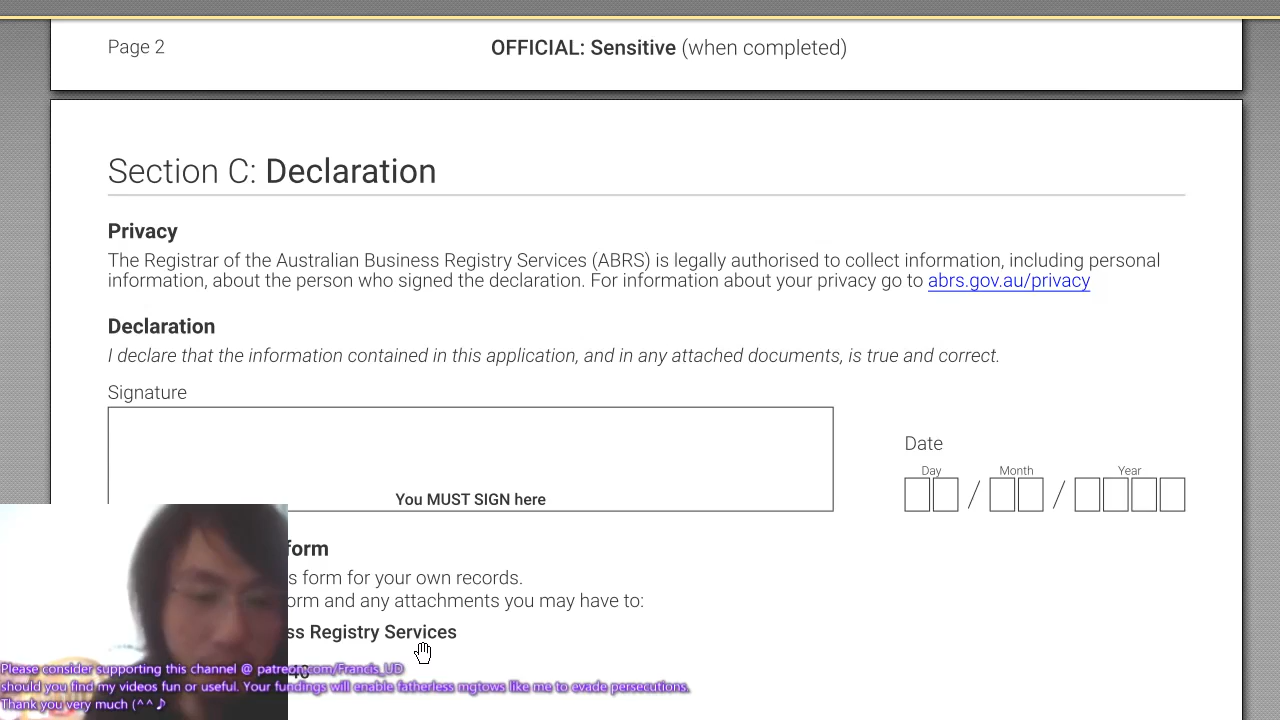 Page 2
OFFICIAL: Sensitive (when completed)
Section C: Declaration
Privacy
The Registrar of the Australian Business Registry Services (ABRS) is legally authorised to collect information, including personal
information, about the person who signed the declaration. For information about your privacy go to abrs.gov.au/privacy
Declaration
I declare that the information contained in this application, and in any attached documents, is true and correct.
Signature
You MUST SIGN here
Date
Day Month Year
/ /
form
s form for your own records.
orm and any attachments you may have to:
ss Registry Services
Please consider supporting this channel @ patreon.com/Francis_UD
should you find my videos fun or useful. Your fundings will enable fatherless mgtows like me to evade persecutions.
Thank you very much (^^♪